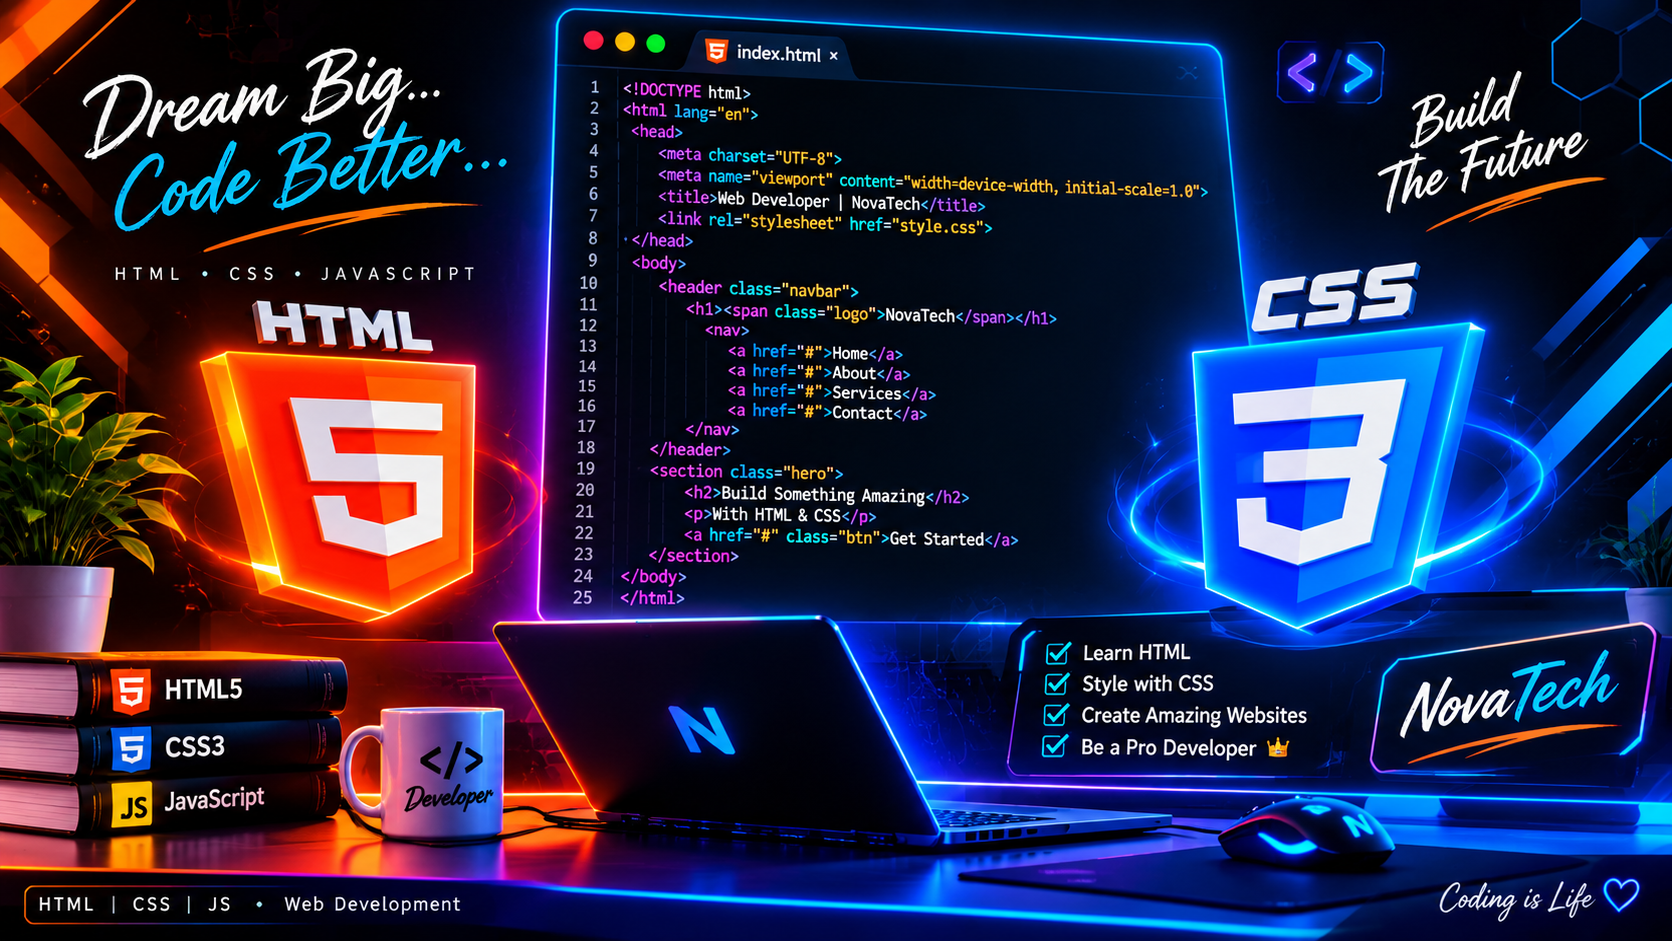 Dream Big...
Code Better...
HTML • CSS • JAVASCRIPT
HTML
5
index.html ×
1 <!DOCTYPE html>
2 <html lang="en">
3 <head>
4 <meta charset="UTF-8">
5 <meta name="viewport" content="width=device-width, initial-scale=1.0">
6 <title>Web Developer | NovaTech</title>
7 <link rel="stylesheet" href="style.css">
8 </head>
9 <body>
10 <header class="navbar">
11 <h1><span class="logo">NovaTech</span></h1>
12 <nav>
13 <a href="#">Home</a>
14 <a href="#">About</a>
15 <a href="#">Services</a>
16 <a href="#">Contact</a>
17 </nav>
18 </header>
19 <section class="hero">
20 <h2>Build Something Amazing</h2>
21 <p>With HTML & CSS</p>
22 <a href="#" class="btn">Get Started</a>
23 </section>
24 </body>
25 </html>
</>
Build
The Future
CSS
3
5 HTML5
5 CSS3
JS JavaScript
</>
Developer
N
Learn HTML
Style with CSS
Create Amazing Websites
Be a Pro Developer
NovaTech
N
HTML | CSS | JS • Web Development
Coding is Life